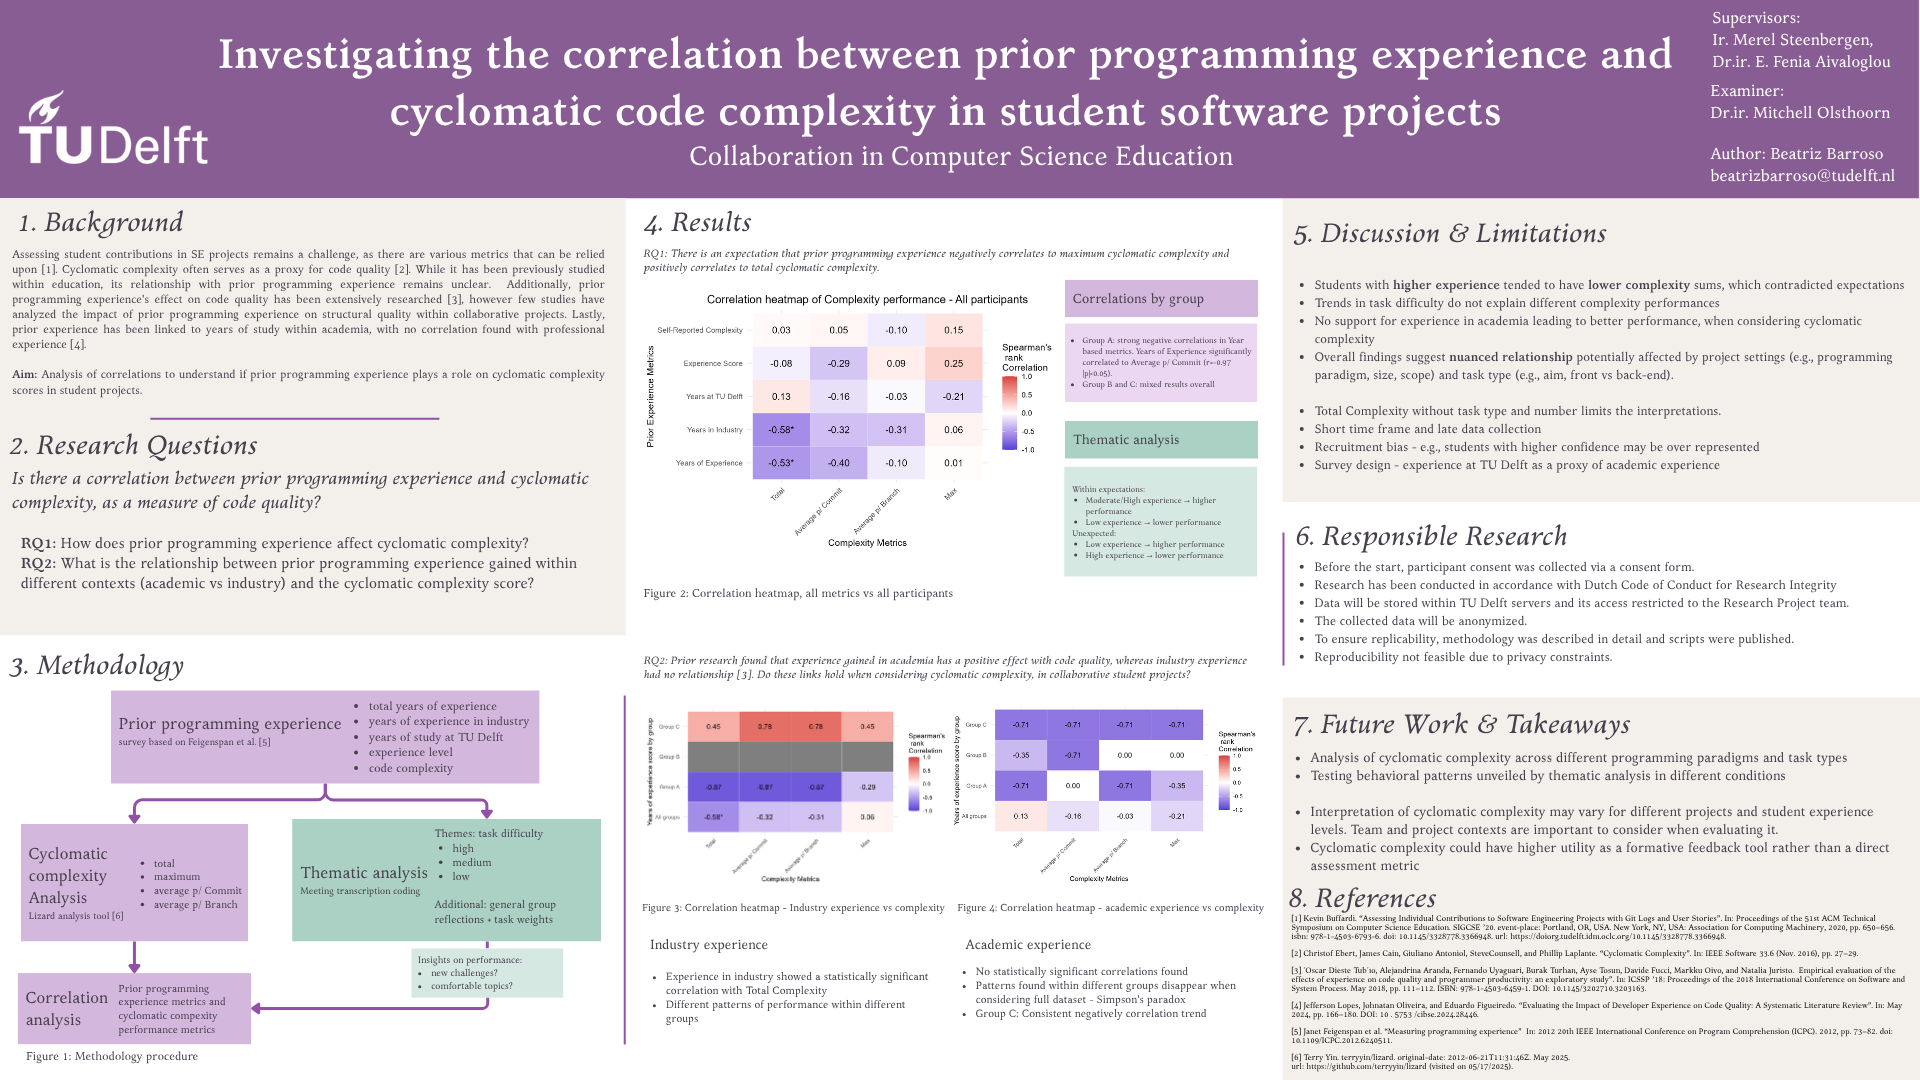 Investigating the correlation between prior programming experience and
cyclomatic code complexity in student software projects
Collaboration in Computer Science Education
TU Delft
Supervisors:
Ir. Merel Steenbergen,
Dr.ir. E. Fenia Aivaloglou
Examiner:
Dr.ir. Mitchell Olsthoorn
Author: Beatriz Barroso
beatrizbarroso@tudelft.nl
1. Background
Assessing student contributions in SE projects remains a challenge, as there are various metrics that can be relied
upon [1]. Cyclomatic complexity often serves as a proxy for code quality [2]. While it has been previously studied
within education, its relationship with prior programming experience remains unclear. Additionally, prior
programming experience's effect on code quality has been extensively researched [3], however few studies have
analyzed the impact of prior programming experience on structural quality within collaborative projects. Lastly,
prior experience has been linked to years of study within academia, with no correlation found with professional
experience [4].
Aim: Analysis of correlations to understand if prior programming experience plays a role on cyclomatic complexity
scores in student projects.
2. Research Questions
Is there a correlation between prior programming experience and cyclomatic
complexity, as a measure of code quality?
RQ1: How does prior programming experience affect cyclomatic complexity?
RQ2: What is the relationship between prior programming experience gained within
different contexts (academic vs industry) and the cyclomatic complexity score?
3. Methodology
Prior programming experience
survey based on Feigenspan et al. [5]
• total years of experience
• years of experience in industry
• years of study at TU Delft
• experience level
• code complexity
Cyclomatic
complexity
Analysis
Lizard analysis tool [6]
• total
• maximum
• average p/ Commit
• average p/ Branch
Thematic analysis
Meeting transcription coding
Themes: task difficulty
• high
• medium
• low
Additional: general group
reflections + task weights
Insights on performance:
• new challenges?
• comfortable topics?
Correlation
analysis
Prior programming
experience metrics and
cyclomatic compexity
performance metrics
Figure 1: Methodology procedure
4. Results
RQ1: There is an expectation that prior programming experience negatively correlates to maximum cyclomatic complexity and
positively correlates to total cyclomatic complexity.
Correlation heatmap of Complexity performance - All participants
Prior Experience Metrics
Self-Reported Complexity 0.03 0.05 -0.10 0.15
Experience Score -0.08 -0.29 0.09 0.25
Years at TU Delft 0.13 -0.16 -0.03 -0.21
Years in Industry -0.58* -0.32 -0.31 0.06
Years of Experience -0.53* -0.40 -0.10 0.01
Total Average p/ Commit Average p/ Branch Max
Complexity Metrics
Spearman's
rank
Correlation
1.0
0.5
0.0
-0.5
-1.0
Correlations by group
• Group A: strong negative correlations in Year
based metrics. Years of Experience significantly
correlated to Average p/ Commit (r=-0.97
|p|<0.05).
• Group B and C: mixed results overall
Thematic analysis
Within expectations:
• Moderate/High experience → higher
performance
• Low experience → lower performance
Unexpected:
• Low experience → higher performance
• High experience → lower performance
Figure 2: Correlation heatmap, all metrics vs all participants
RQ2: Prior research found that experience gained in academia has a positive effect with code quality, whereas industry experience
had no relationship [3]. Do these links hold when considering cyclomatic complexity, in collaborative student projects?
Years of experience score by group
Group C 0.45 0.78 0.78 0.45
Group B
Group A -0.87 -0.87 -0.87 -0.29
All groups -0.58* -0.32 -0.31 0.06
Total Average p/ Commit Average p/ Branch Max
Complexity Metrics
Spearman's
rank
Correlation
1.0
0.5
0.0
-0.5
-1.0
Years of experience score by group
Group C -0.71 -0.71 -0.71 -0.71
Group B -0.35 -0.71 0.00 0.00
Group A -0.71 0.00 -0.71 -0.35
All groups 0.13 -0.16 -0.03 -0.21
Total Average p/ Commit Average p/ Branch Max
Complexity Metrics
Spearman's
rank
Correlation
1.0
0.5
0.0
-0.5
-1.0
Figure 3: Correlation heatmap - Industry experience vs complexity
Figure 4: Correlation heatmap - academic experience vs complexity
Industry experience
• Experience in industry showed a statistically significant
correlation with Total Complexity
• Different patterns of performance within different
groups
Academic experience
• No statistically significant correlations found
• Patterns found within different groups disappear when
considering full dataset - Simpson's paradox
• Group C: Consistent negatively correlation trend
5. Discussion & Limitations
• Students with higher experience tended to have lower complexity sums, which contradicted expectations
• Trends in task difficulty do not explain different complexity performances
• No support for experience in academia leading to better performance, when considering cyclomatic
complexity
• Overall findings suggest nuanced relationship potentially affected by project settings (e.g., programming
paradigm, size, scope) and task type (e.g., aim, front vs back-end).
• Total Complexity without task type and number limits the interpretations.
• Short time frame and late data collection
• Recruitment bias - e.g., students with higher confidence may be over represented
• Survey design - experience at TU Delft as a proxy of academic experience
6. Responsible Research
• Before the start, participant consent was collected via a consent form.
• Research has been conducted in accordance with Dutch Code of Conduct for Research Integrity
• Data will be stored within TU Delft servers and its access restricted to the Research Project team.
• The collected data will be anonymized.
• To ensure replicability, methodology was described in detail and scripts were published.
• Reproducibility not feasible due to privacy constraints.
7. Future Work & Takeaways
• Analysis of cyclomatic complexity across different programming paradigms and task types
• Testing behavioral patterns unveiled by thematic analysis in different conditions
• Interpretation of cyclomatic complexity may vary for different projects and student experience
levels. Team and project contexts are important to consider when evaluating it.
• Cyclomatic complexity could have higher utility as a formative feedback tool rather than a direct
assessment metric
8. References
[1] Kevin Buffardi. "Assessing Individual Contributions to Software Engineering Projects with Git Logs and User Stories". In: Proceedings of the 51st ACM Technical
Symposium on Computer Science Education. SIGCSE '20. event-place: Portland, OR, USA. New York, NY, USA: Association for Computing Machinery, 2020, pp. 650–656.
isbn: 978-1-4503-6793-6. doi: 10.1145/3328778.3366948. url: https://doiorg.tudelft.idm.oclc.org/10.1145/3328778.3366948.
[2] Christof Ebert, James Cain, Giuliano Antoniol, SteveCounsell, and Phillip Laplante. "Cyclomatic Complexity". In: IEEE Software 33.6 (Nov. 2016), pp. 27–29.
[3] 'Oscar Dieste Tub'ıo, Alejandrina Aranda, Fernando Uyaguari, Burak Turhan, Ayse Tosun, Davide Fucci, Markku Oivo, and Natalia Juristo. Empirical evaluation of the
effects of experience on code quality and programmer productivity: an exploratory study". In: ICSSP '18: Proceedings of the 2018 International Conference on Software and
System Process. May 2018, pp. 111–112. ISBN: 978-1-4503-6459-1. DOI: 10.1145/3202710.3203163.
[4] Jefferson Lopes, Johnatan Oliveira, and Eduardo Figueiredo. "Evaluating the Impact of Developer Experience on Code Quality: A Systematic Literature Review". In: May
2024, pp. 166–180. DOI: 10 . 5753 /cibse.2024.28446.
[5] Janet Feigenspan et al. "Measuring programming experience" In: 2012 20th IEEE International Conference on Program Comprehension (ICPC). 2012, pp. 73–82. doi:
10.1109/ICPC.2012.6240511.
[6] Terry Yin. terryyin/lizard. original-date: 2012-06-21T11:31:46Z. May 2025.
url: https://github.com/terryyin/lizard (visited on 05/17/2025).